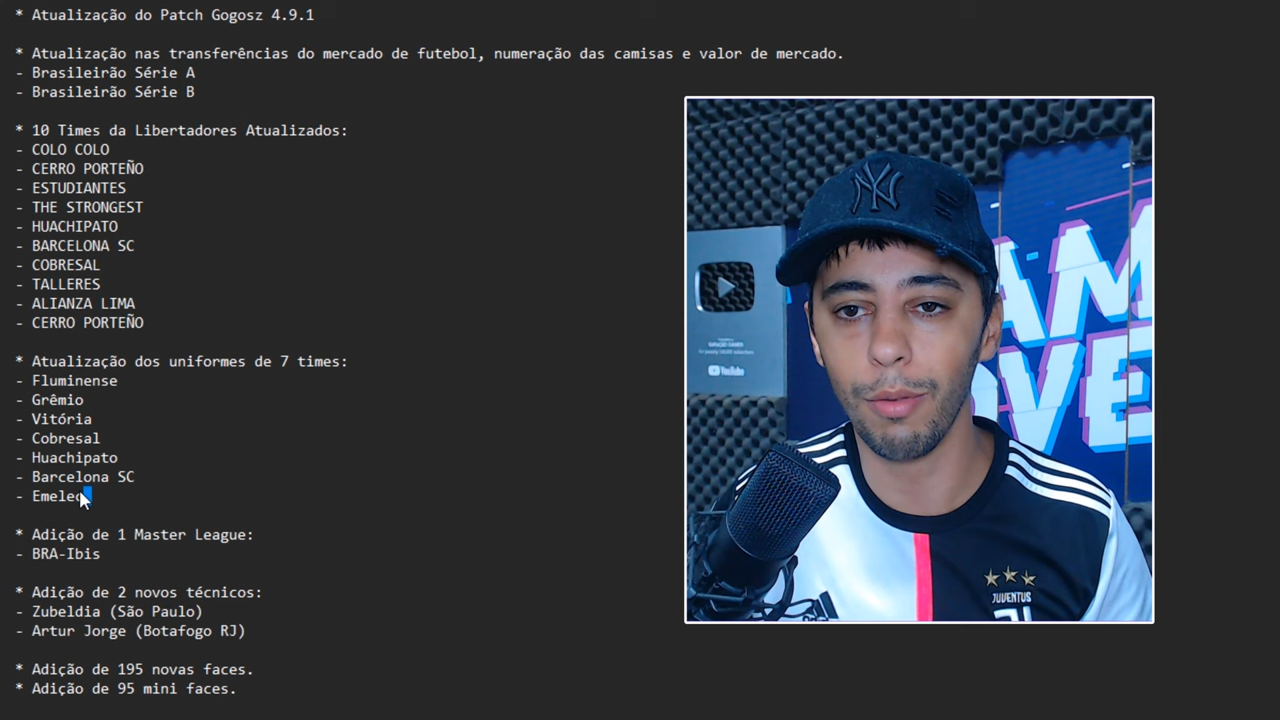 * Atualização do Patch Gogosz 4.9.1
* Atualização nas transferências do mercado de futebol, numeração das camisas e valor de mercado.
- Brasileirão Série A
- Brasileirão Série B
* 10 Times da Libertadores Atualizados:
- COLO COLO
- CERRO PORTEÑO
- ESTUDIANTES
- THE STRONGEST
- HUACHIPATO
- BARCELONA SC
- COBRESAL
- TALLERES
- ALIANZA LIMA
- CERRO PORTEÑO
* Atualização dos uniformes de 7 times:
- Fluminense
- Grêmio
- Vitória
- Cobresal
- Huachipato
- Barcelona SC
- Emelec
* Adição de 1 Master League:
- BRA-Ibis
* Adição de 2 novos técnicos:
- Zubeldia (São Paulo)
- Artur Jorge (Botafogo RJ)
* Adição de 195 novas faces.
* Adição de 95 mini faces.
NY
YouTube
JUVENTUS